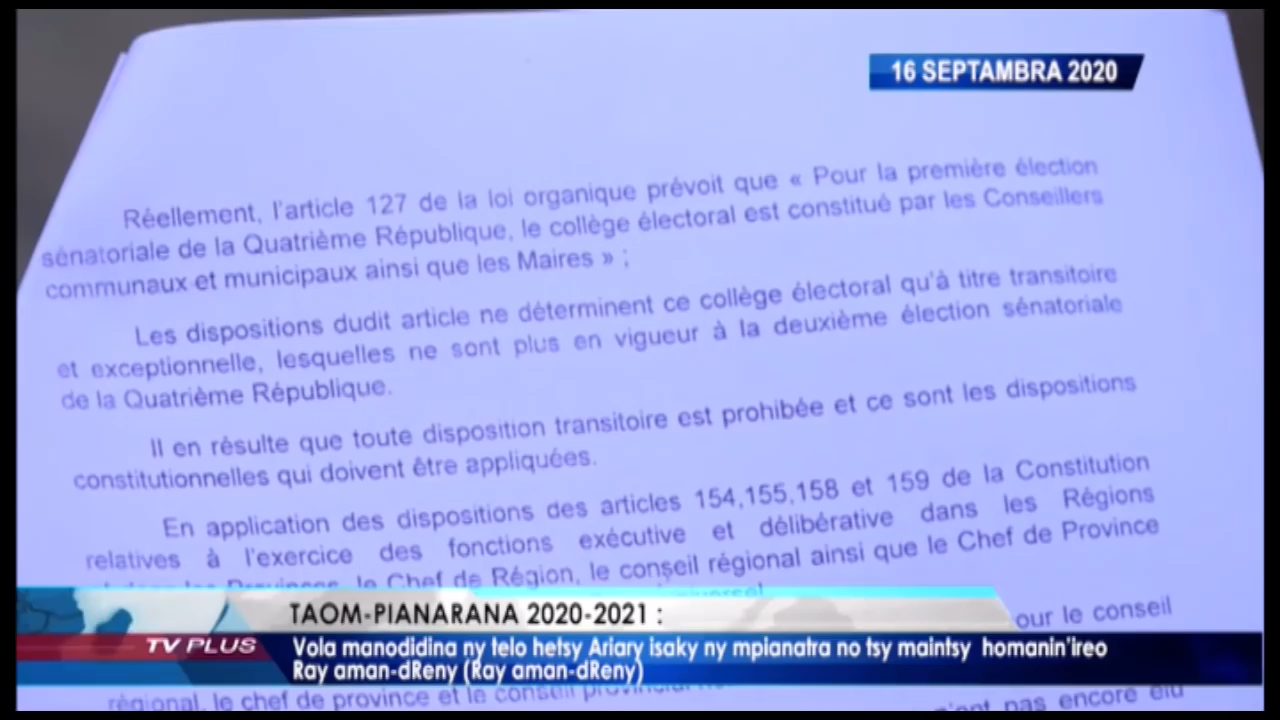 16 SEPTAMBRA 2020
Réellement, l'article 127 de la loi organique prévoit que « Pour la première élection
sénatoriale de la Quatrième République, le collège électoral est constitué par les Conseillers
communaux et municipaux ainsi que les Maires » ;
Les dispositions dudit article ne déterminent ce collège électoral qu'à titre transitoire
et exceptionnelle, lesquelles ne sont plus en vigueur à la deuxième élection sénatoriale
de la Quatrième République.
Il en résulte que toute disposition transitoire est prohibée et ce sont les dispositions
constitutionnelles qui doivent être appliquées.
En application des dispositions des articles 154,155,158 et 159 de la Constitution
relatives à l'exercice des fonctions exécutive et délibérative dans les Régions
Provinces, le Chef de Région, le conseil régional ainsi que le Chef de Province
our le conseil
TAOM-PIANARANA 2020-2021 :
TV PLUS
Vola manodidina ny telo hetsy Ariary isaky ny mpianatra no tsy maintsy homanin'ireo
Ray aman-dReny (Ray aman-dReny)
régional, le chef de province et le conseil provincial
n'ont pas encore élu